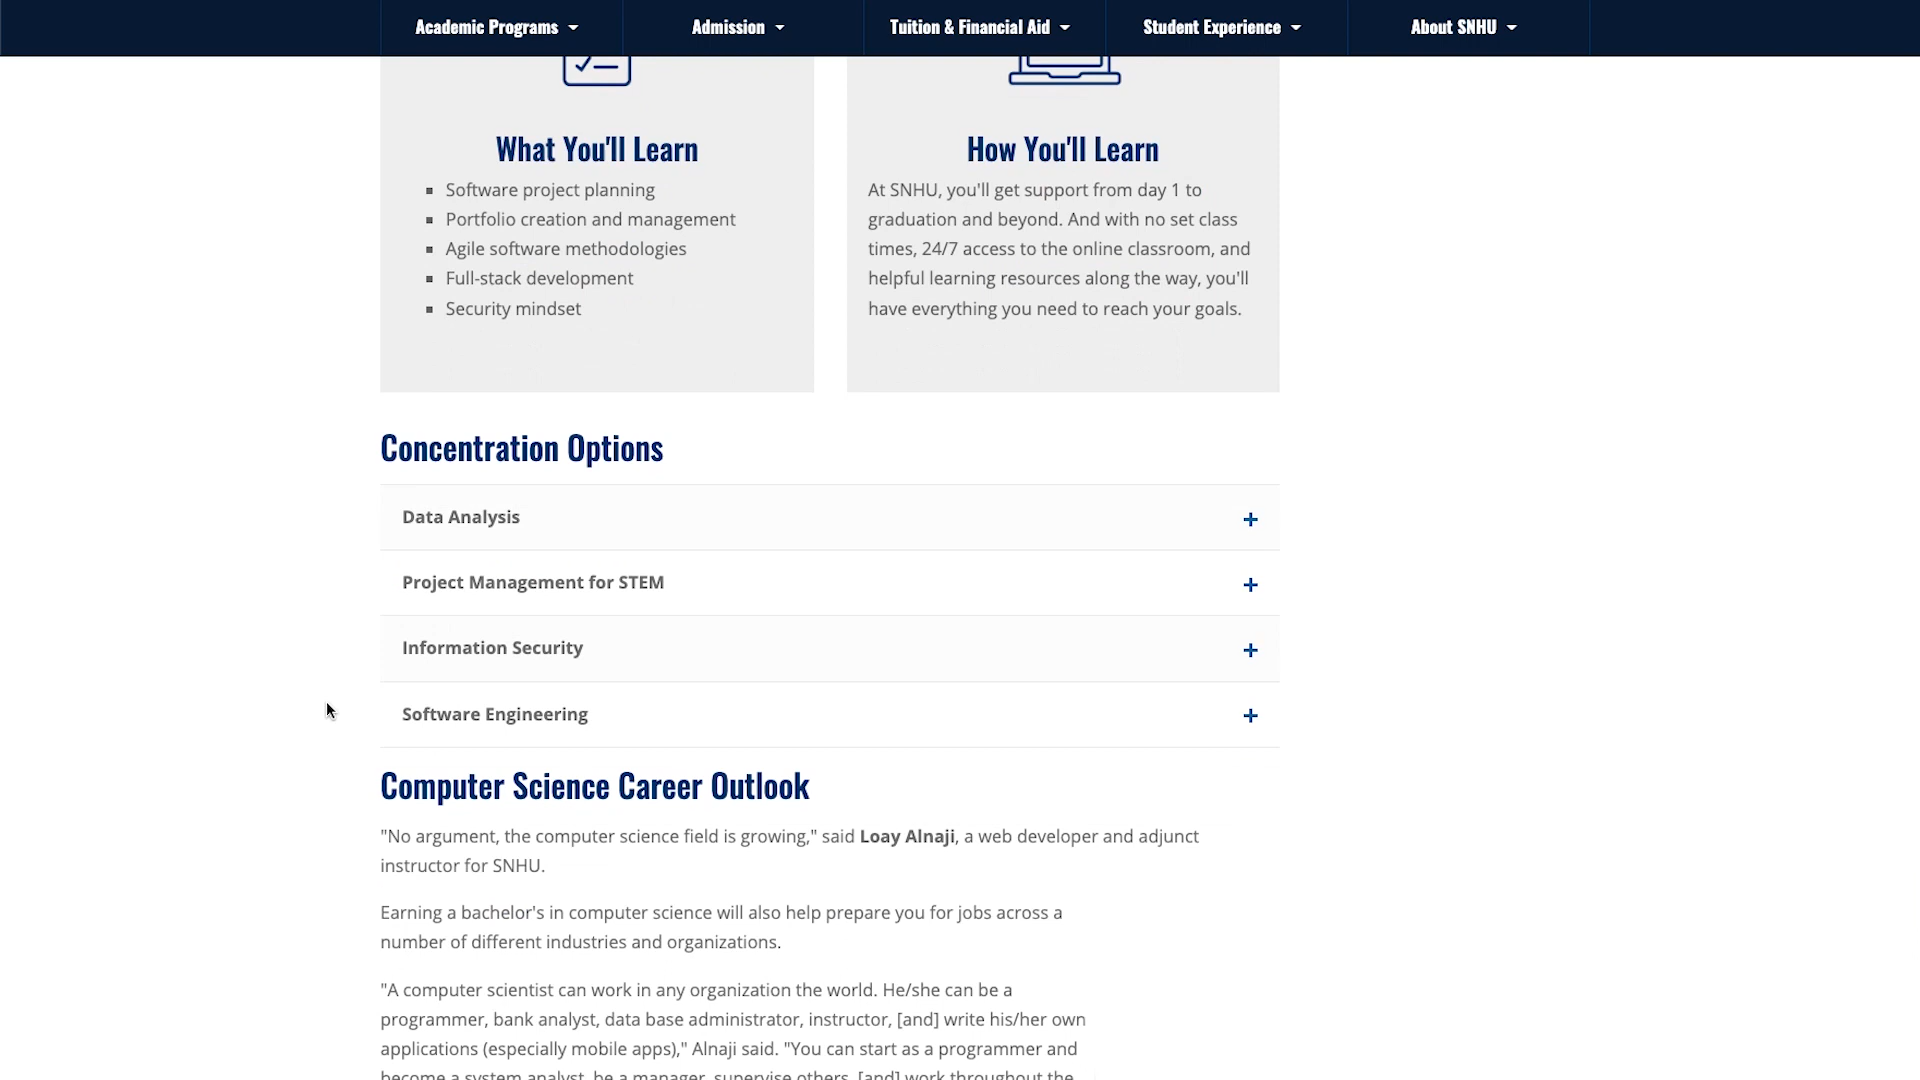 Academic Programs
Admission
Tuition & Financial Aid
Student Experience
About SNHU
What You'll Learn
Software project planning
Portfolio creation and management
Agile software methodologies
Full-stack development
Security mindset
How You'll Learn
At SNHU, you'll get support from day 1 to
graduation and beyond. And with no set class
times, 24/7 access to the online classroom, and
helpful learning resources along the way, you'll
have everything you need to reach your goals.
Concentration Options
Data Analysis
Project Management for STEM
Information Security
Software Engineering
Computer Science Career Outlook
"No argument, the computer science field is growing," said Loay Alnaji, a web developer and adjunct
instructor for SNHU.
Earning a bachelor's in computer science will also help prepare you for jobs across a
number of different industries and organizations.
"A computer scientist can work in any organization the world. He/she can be a
programmer, bank analyst, data base administrator, instructor, [and] write his/her own
applications (especially mobile apps)," Alnaji said. "You can start as a programmer and
become a system analyst, be a manager, supervise others, [and] work throughout the